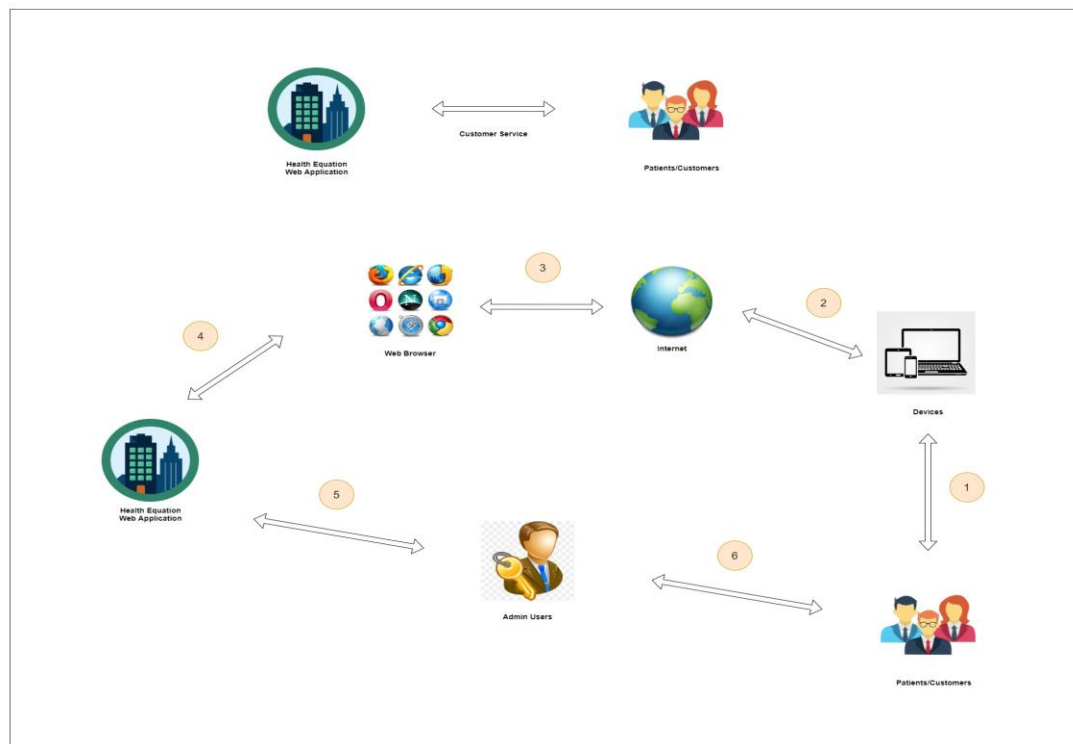 Customer Service
Health Equation
Web Application
Patients/Customers
3
2
4
Web Browser
Internet
Devices
1
5
Health Equation
Web Application
6
Admin Users
Patients/Customers